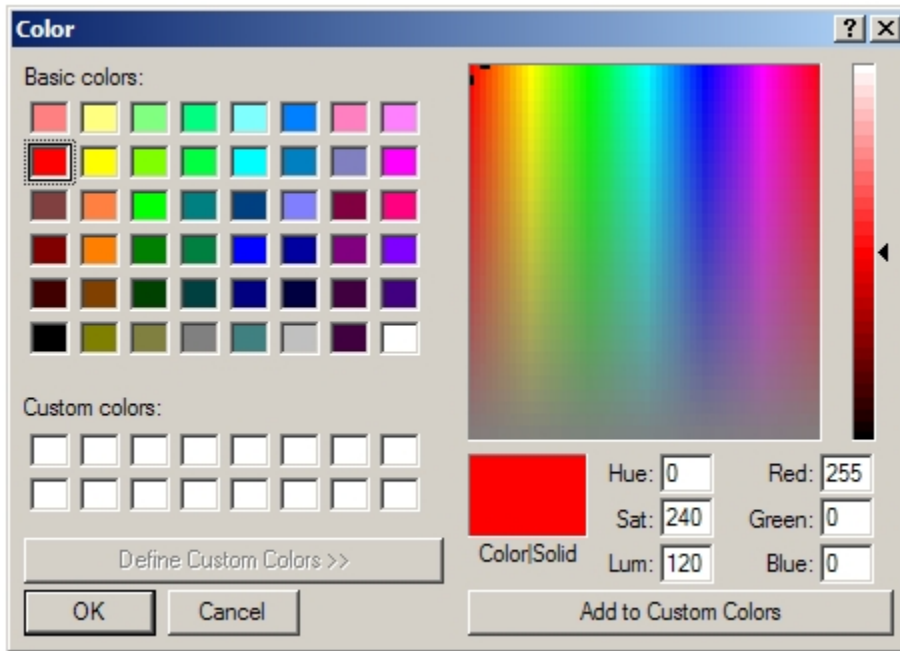 Color
Basic colors:
Custom colors:
Define Custom Colors >>
OK
Cancel
Color|Solid
Hue: 0
Sat: 240
Lum: 120
Red: 255
Green: 0
Blue: 0
Add to Custom Colors